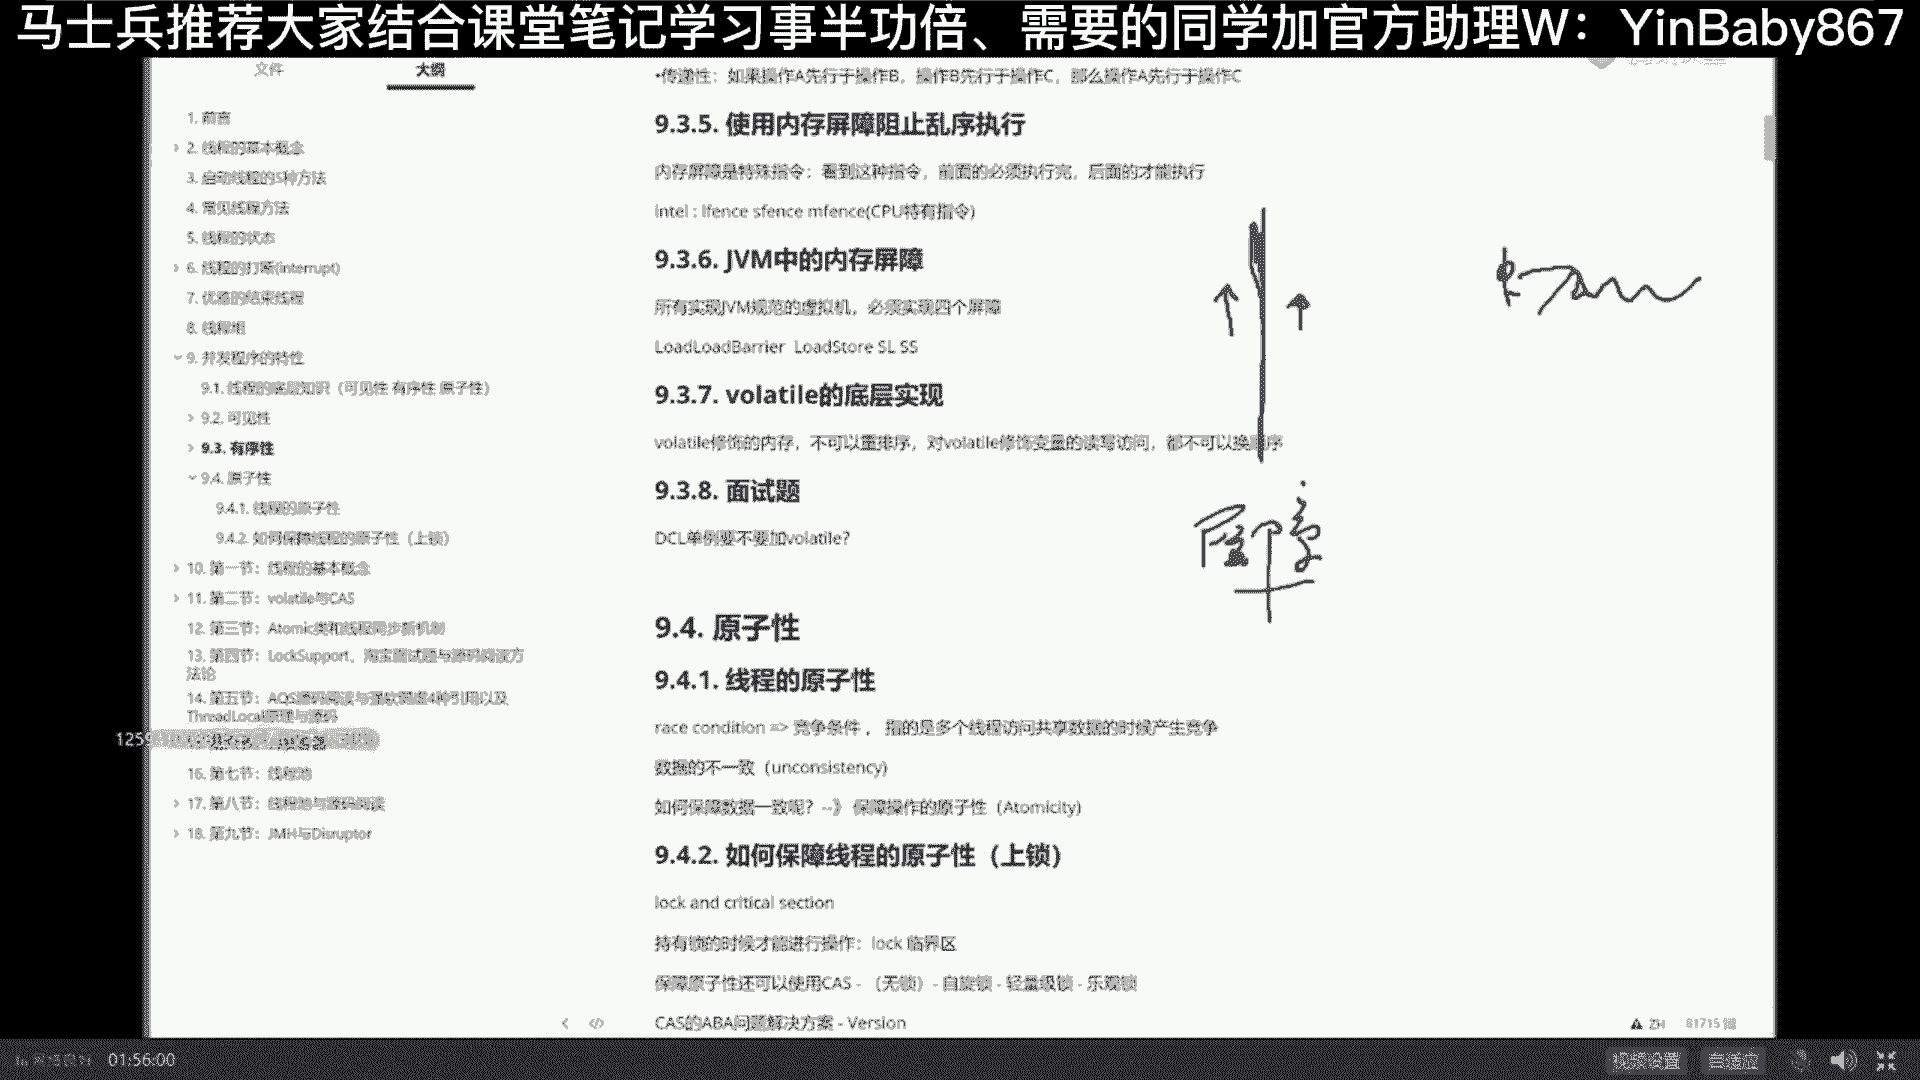 马士兵推荐大家结合课堂笔记学习事半功倍、需要的同学加官方助理W：YinBaby867
文件
大纲
1. 前言
2. 线程的基本概念
3. 启动线程的5种方法
4. 常见线程方法
5. 线程的状态
6. 线程的打断(interrupt)
7. 优雅的结束线程
8. 线程组
9. 并发程序的特性
9.1. 线程的底层知识（可见性 有序性 原子性）
9.2. 可见性
9.3. 有序性
9.4. 原子性
9.4.1. 线程的原子性
9.4.2. 如何保障线程的原子性（上锁）
10. 第一节：线程的基本概念
11. 第二节：volatile与CAS
12. 第三节：Atomic类和线程同步新机制
13. 第四节：LockSupport、淘宝面试题与源码阅读方
法论
14. 第五节：AQS源码阅读与强软弱虚4种引用以及
ThreadLocal原理与源码
16. 第七节：线程池
17. 第八节：线程池与源码阅读
18. 第九节：JMH与Disruptor
•传递性：如果操作A先行于操作B，操作B先行于操作C，那么操作A先行于操作C
9.3.5. 使用内存屏障阻止乱序执行
内存屏障是特殊指令：看到这种指令，前面的必须执行完，后面的才能执行
intel : lfence sfence mfence(CPU特有指令)
9.3.6. JVM中的内存屏障
所有实现JVM规范的虚拟机，必须实现四个屏障
LoadLoadBarrier LoadStore SL SS
9.3.7. volatile的底层实现
volatile修饰的内存，不可以重排序，对volatile修饰变量的读写访问，都不可以换顺序
9.3.8. 面试题
DCL单例要不要加volatile？
9.4. 原子性
9.4.1. 线程的原子性
race condition => 竞争条件 ， 指的是多个线程访问共享数据的时候产生竞争
数据的不一致（unconsistency)
如何保障数据一致呢？--》 保障操作的原子性（Atomicity)
9.4.2. 如何保障线程的原子性（上锁）
lock and critical section
持有锁的时候才能进行操作：lock 临界区
保障原子性还可以使用CAS - （无锁）- 自旋锁 - 轻量级锁 - 乐观锁
CAS的ABA问题解决方案 - Version
ZH
01:56:00
视频设置
自适应